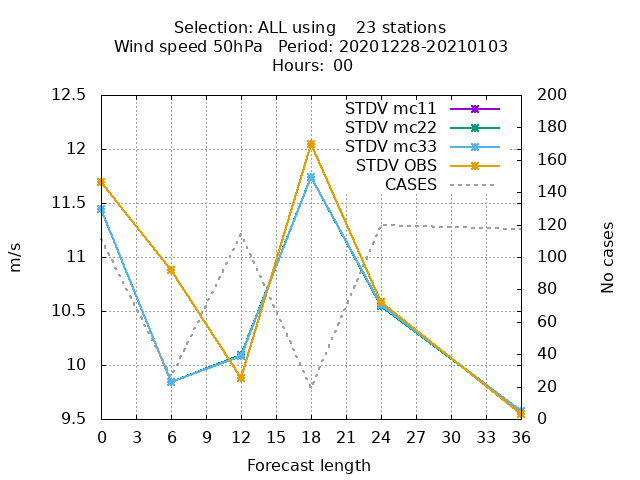 Selection: ALL using    23 stations
Wind speed 50hPa   Period: 20201228-20210103
Hours:  00
12.5
12
11.5
11
10.5
10
9.5
m/s
STDV mc11
STDV mc22
STDV mc33
STDV OBS
CASES
200
180
160
140
120
100
80
60
40
20
0
No cases
0 3 6 9 12 15 18 21 24 27 30 33 36
Forecast length